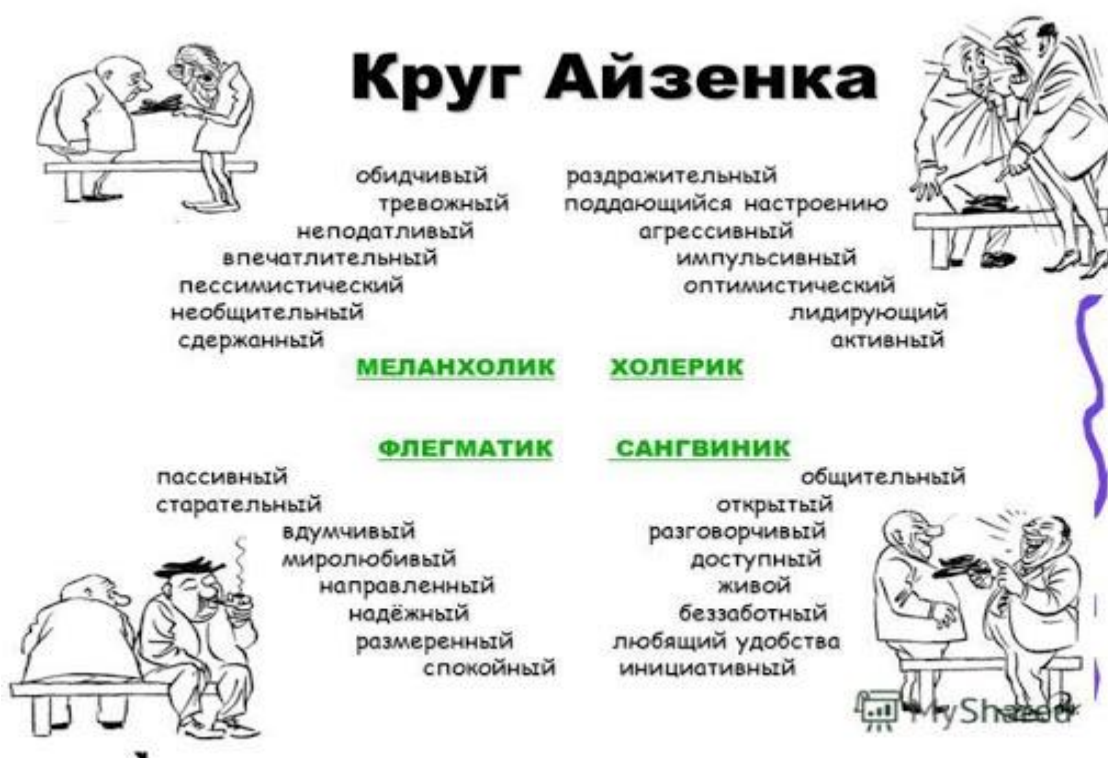 Круг Айзенка
обидчивый
тревожный
неподатливый
впечатлительный
пессимистический
необщительный
сдержанный
МЕЛАНХОЛИК
раздражительный
поддающийся настроению
агрессивный
импульсивный
оптимистический
лидирующий
активный
ХОЛЕРИК
ФЛЕГМАТИК
пассивный
старательный
вдумчивый
миролюбивый
направленный
надёжный
размеренный
спокойный
САНГВИНИК
общительный
открытый
разговорчивый
доступный
живой
беззаботный
любящий удобства
инициативный
MyShared